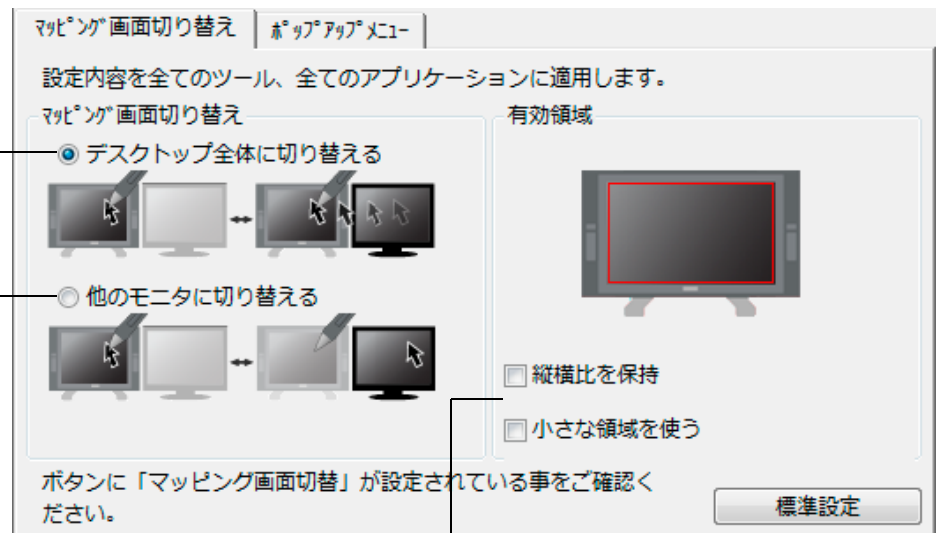 ﾏｯﾋﾟﾝｸﾞ画面切り替え
ﾎﾟｯﾌﾟｱｯﾌﾟﾒﾆｭｰ
設定内容を全てのツール、全てのアプリケーションに適用します。
ﾏｯﾋﾟﾝｸﾞ画面切り替え
デスクトップ全体に切り替える
他のモニタに切り替える
有効領域
縦横比を保持
小さな領域を使う
ボタンに「マッピング画面切替」が設定されている事をご確認く
ださい。
標準設定